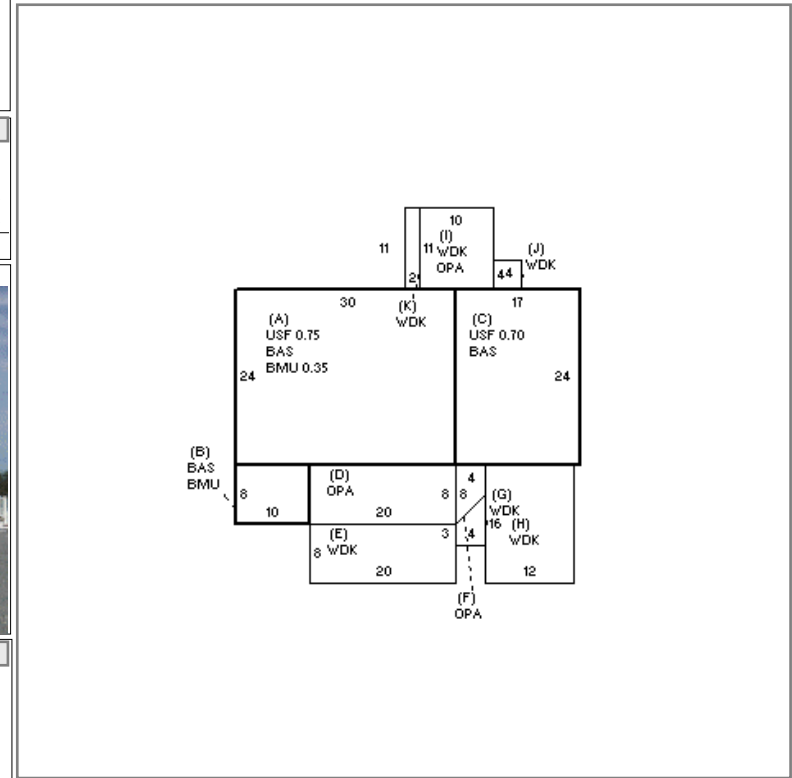 10
11
11
(I)
WDK
OPA
(J)
WDK
2
4
4
30
(K)
WDK
17
(A)
USF 0.75
BAS
BMU 0.35
(C)
USF 0.70
BAS
24
24
(B)
BAS
BMU
8
10
(D)
OPA
8
20
4
8
(G)
WDK
16
(H)
WDK
(E)
WDK
3
4
8
20
12
(F)
OPA